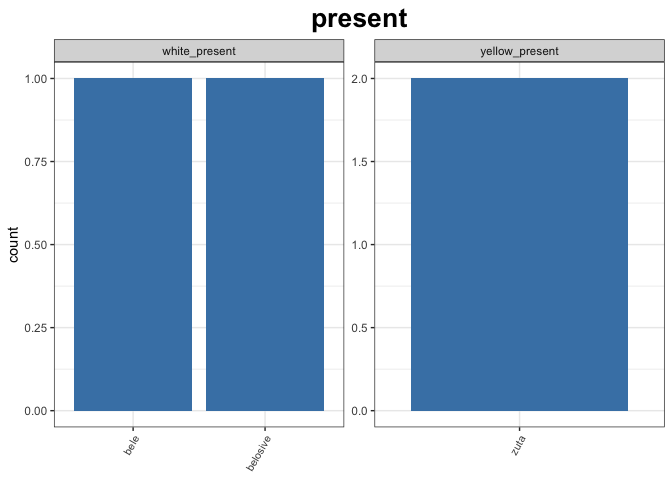 present
white_present
yellow_present
count
1.00
0.75
0.50
0.25
0.00
2.0
1.5
1.0
0.5
0.0
bele
belosive
zuta